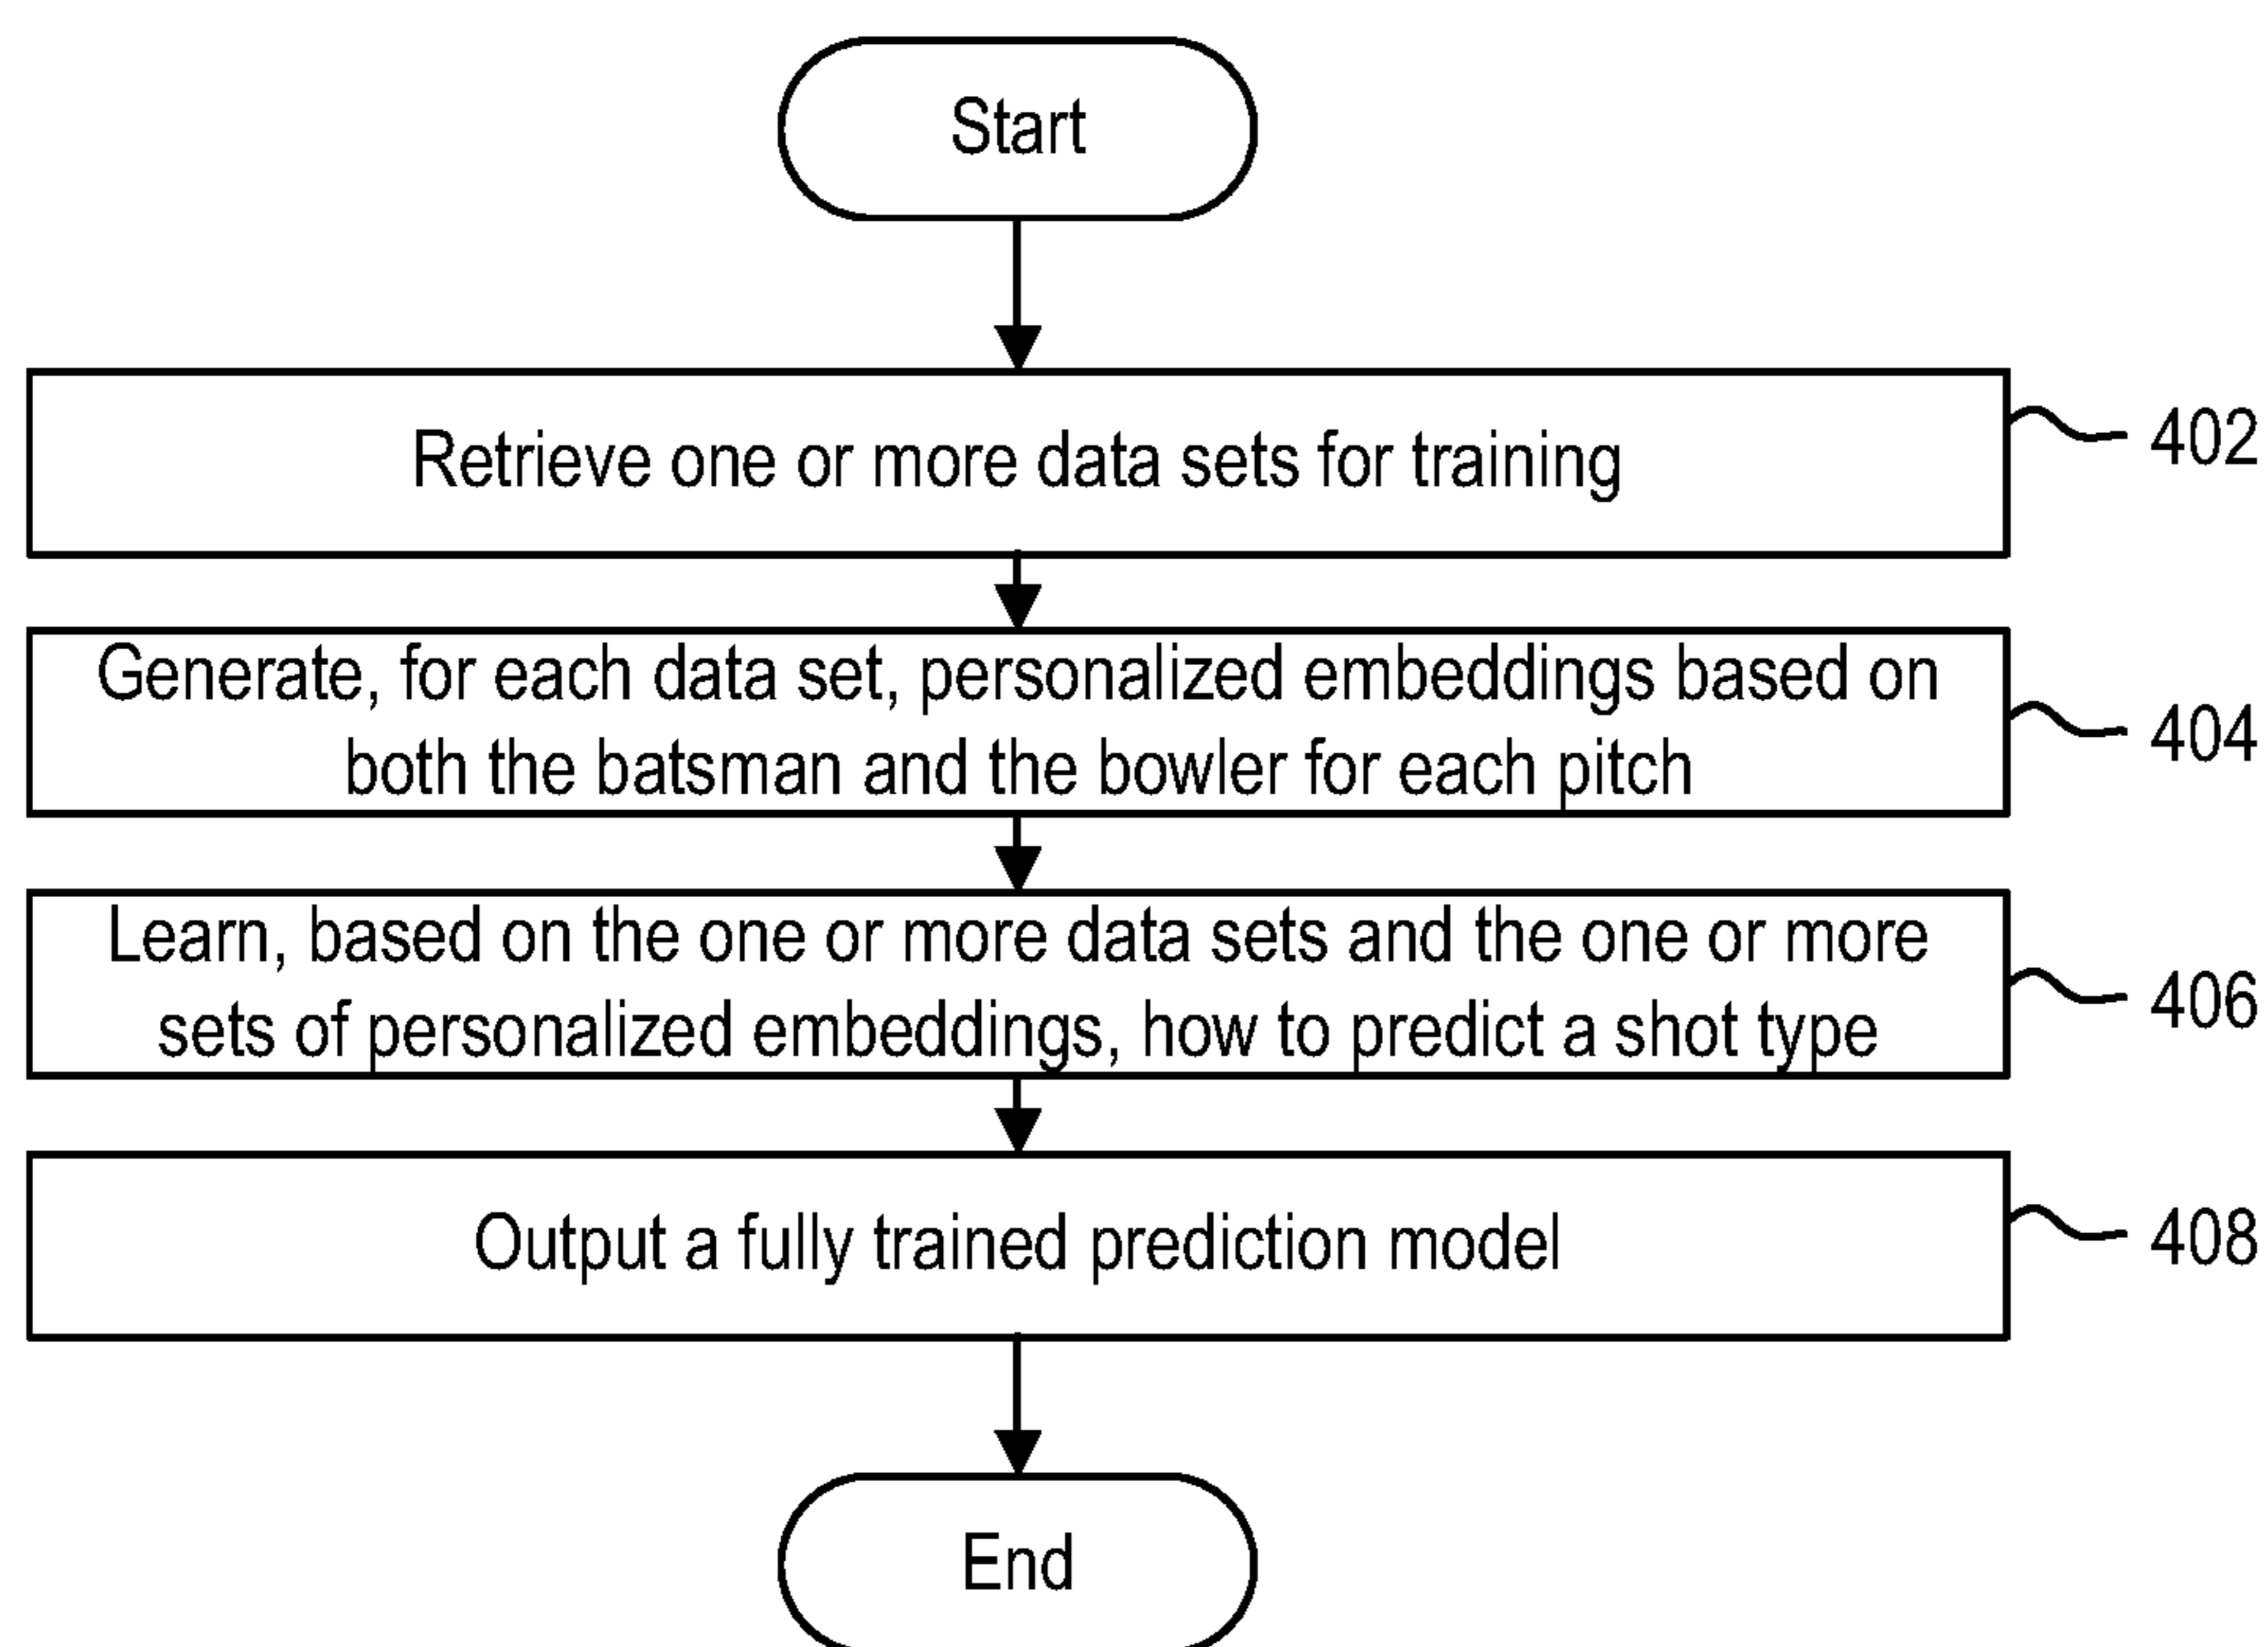 Start
Retrieve one or more data sets for training
402
Generate, for each data set, personalized embeddings based on
both the batsman and the bowler for each pitch
404
Learn, based on the one or more data sets and the one or more
sets of personalized embeddings, how to predict a shot type
406
Output a fully trained prediction model
408
End